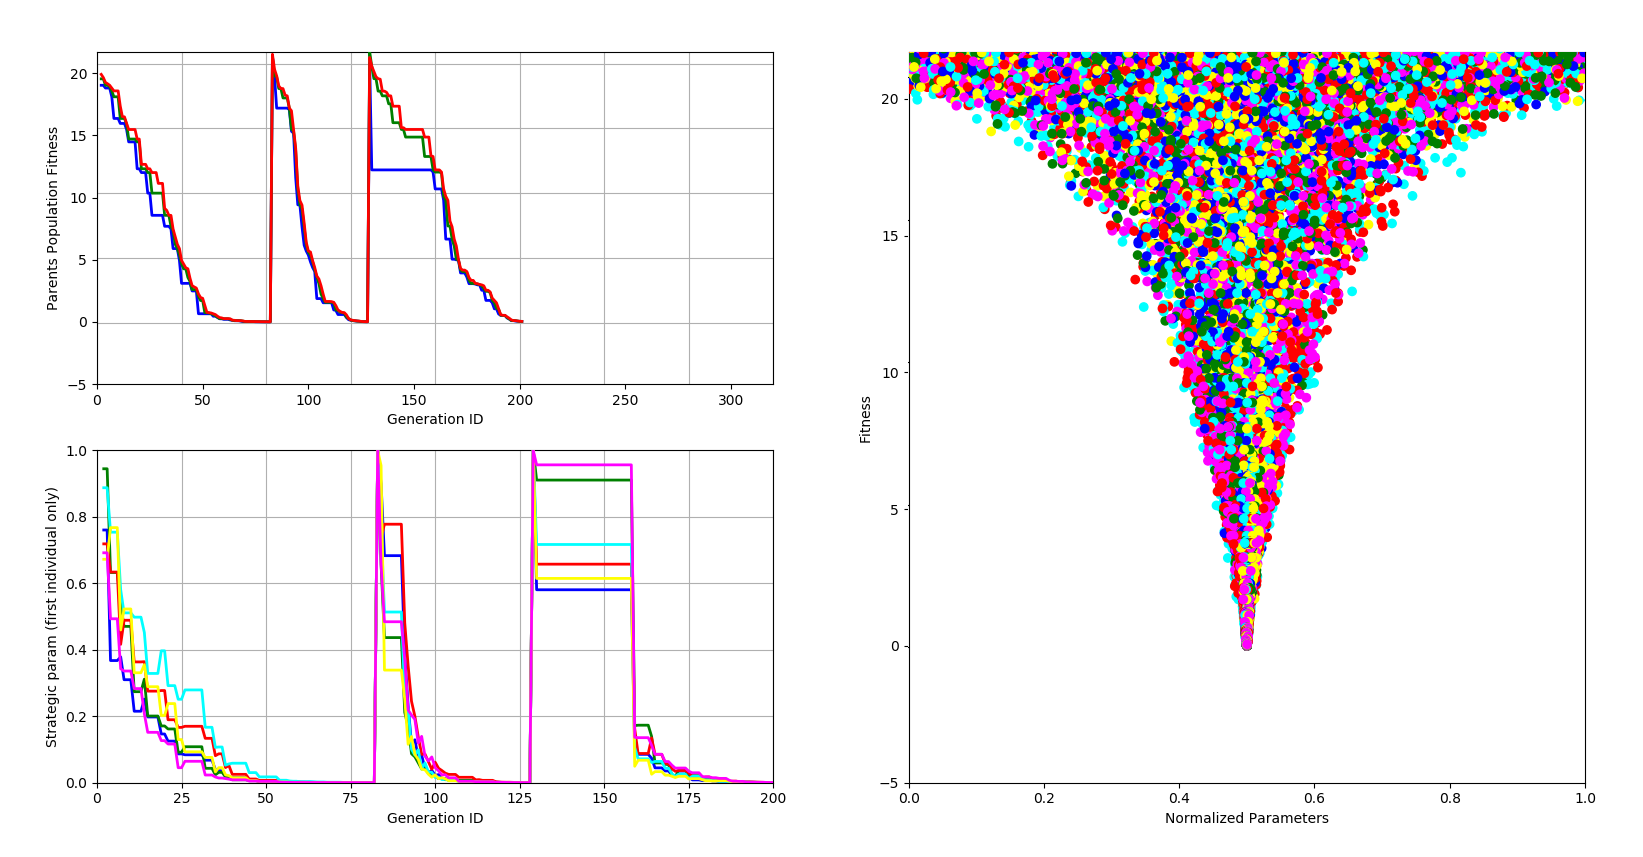 20
15
10
5
0
−5
Parents Population Fitness
0 50 100 150 200 250 300
Generation ID
1.0
0.8
0.6
0.4
0.2
0.0
Strategic param (first individual only)
0 25 50 75 100 125 150 175 200
Generation ID
20
15
10
5
0
−5
Fitness
0.0 0.2 0.4 0.6 0.8 1.0
Normalized Parameters